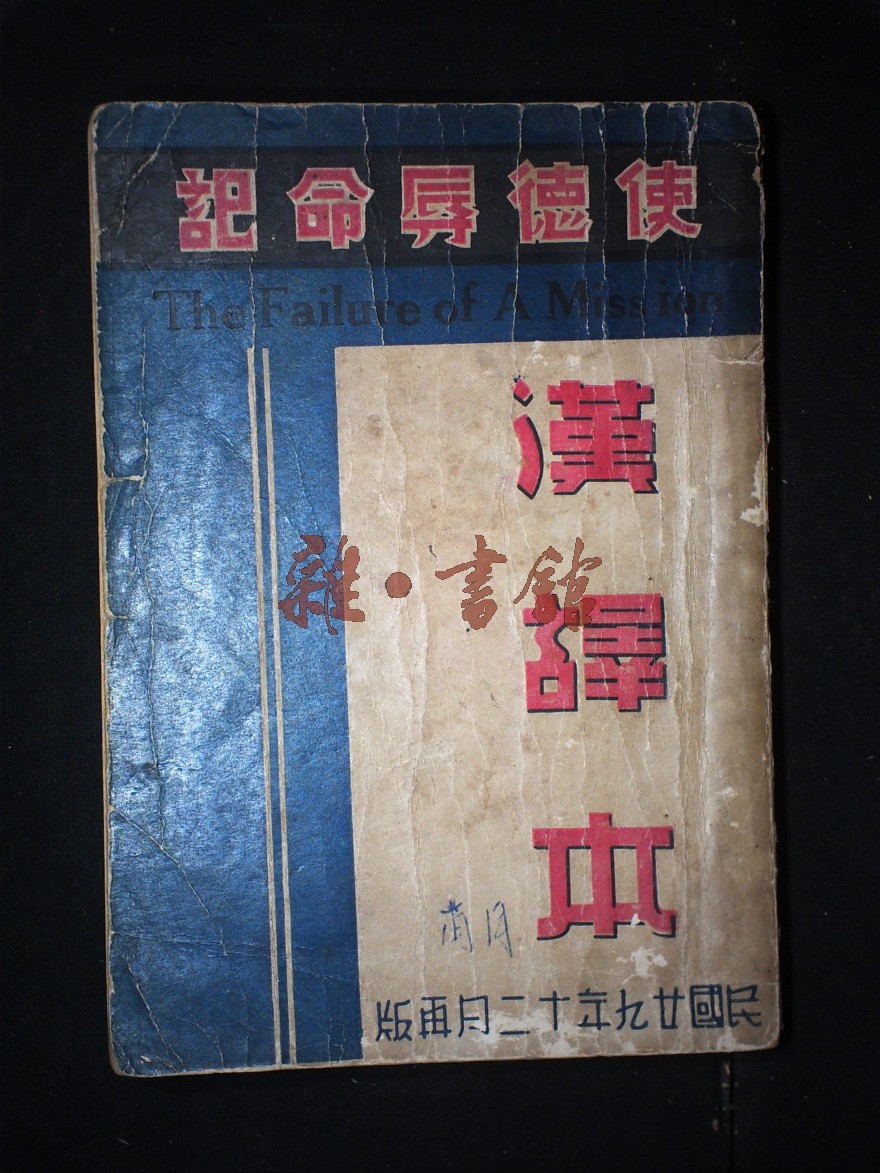 使德辱命記
The Failure of A Mission
漢譯本
雜·書館
民國廿九年十二月再版